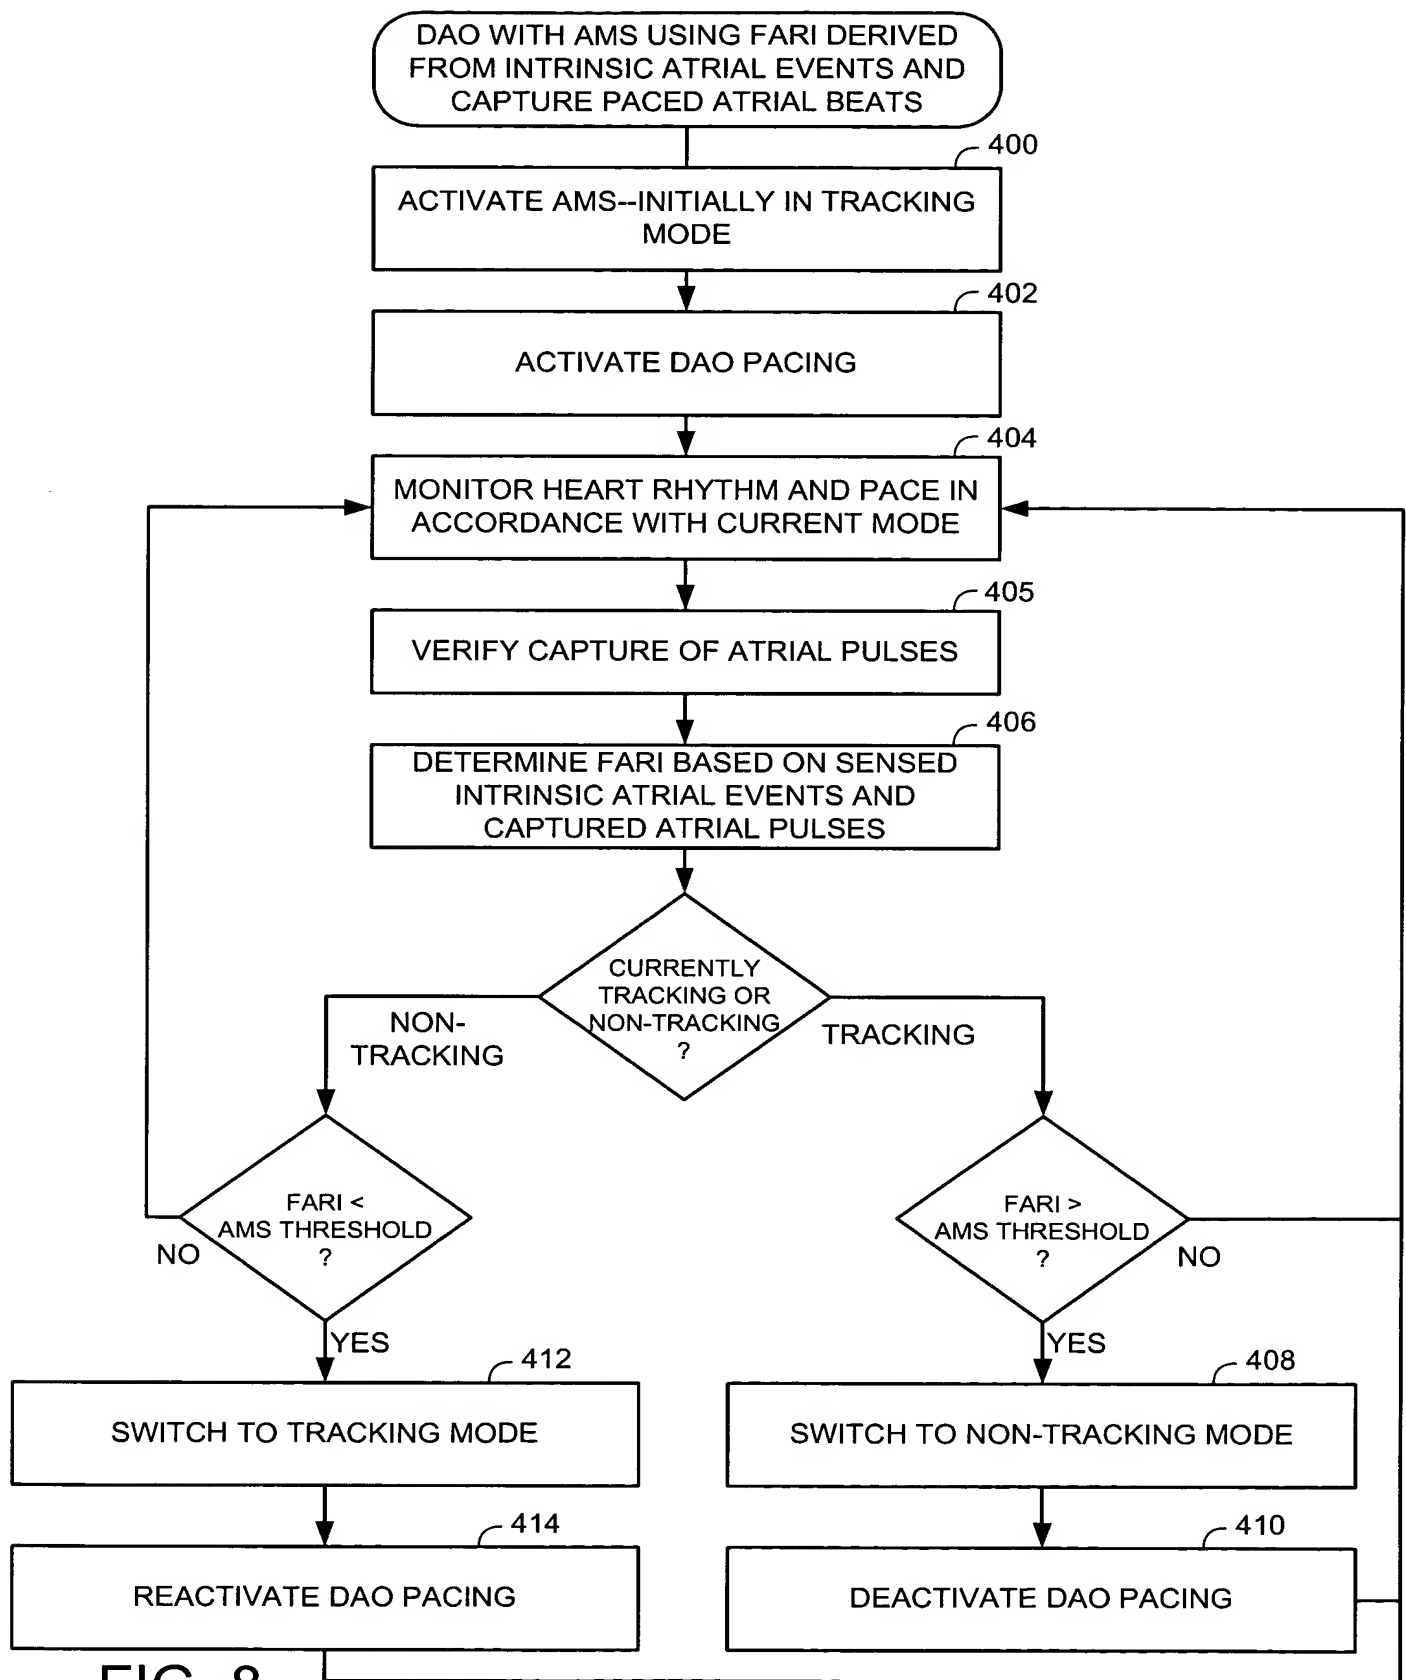 DAO WITH AMS USING FARI DERIVED
FROM INTRINSIC ATRIAL EVENTS AND
CAPTURE PACED ATRIAL BEATS
400
ACTIVATE AMS--INITIALLY IN TRACKING
MODE
402
ACTIVATE DAO PACING
404
MONITOR HEART RHYTHM AND PACE IN
ACCORDANCE WITH CURRENT MODE
405
VERIFY CAPTURE OF ATRIAL PULSES
406
DETERMINE FARI BASED ON SENSED
INTRINSIC ATRIAL EVENTS AND
CAPTURED ATRIAL PULSES
CURRENTLY
TRACKING OR
NON-TRACKING
?
NON-
TRACKING
TRACKING
FARI <
AMS THRESHOLD
?
NO
YES
FARI >
AMS THRESHOLD
?
NO
YES
412
SWITCH TO TRACKING MODE
408
SWITCH TO NON-TRACKING MODE
414
REACTIVATE DAO PACING
410
DEACTIVATE DAO PACING
FIG. 8